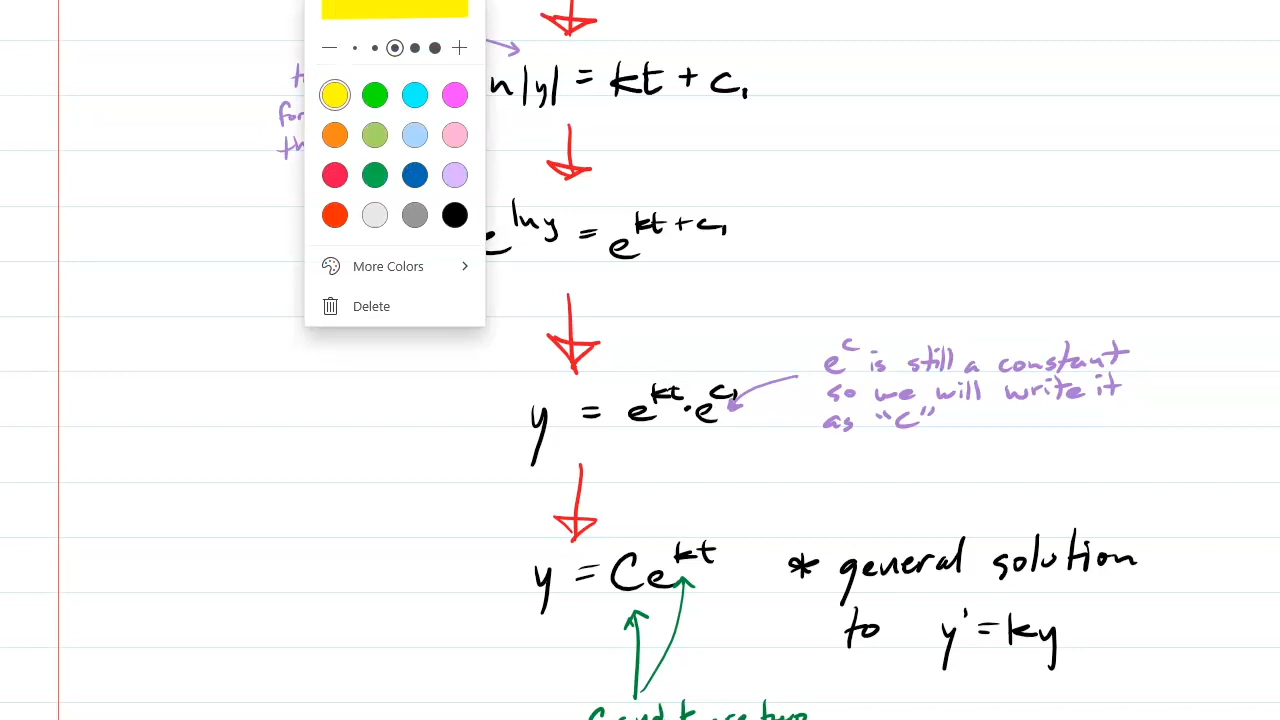 n|y| = kt + c₁
e^ln y = e^kt + c₁
More Colors
Delete
e^c is still a constant
so we will write it
as "c"
y = e^kt · e^c₁
y = Ce^kt * general solution
to y' = ky